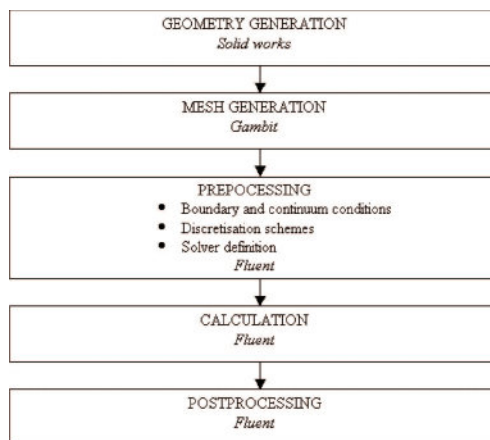 GEOMETRY GENERATION
Solid works
MESH GENERATION
Gambit
PREPOCESSING
• Boundary and continuum conditions
• Discretisation schemes
• Solver definition
Fluent
CALCULATION
Fluent
POSTPROCESSING
Fluent